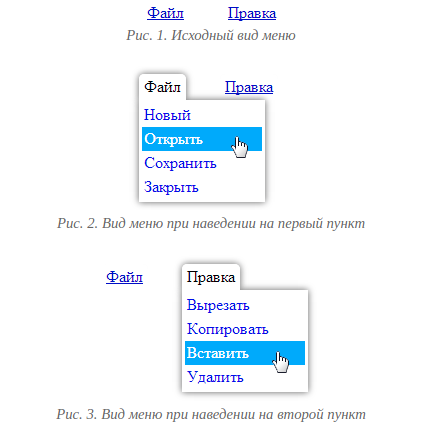 Файл Правка
Рис. 1. Исходный вид меню
Файл Правка
Новый
Открыть
Сохранить
Закрыть
Рис. 2. Вид меню при наведении на первый пункт
Файл Правка
Вырезать
Копировать
Вставить
Удалить
Рис. 3. Вид меню при наведении на второй пункт